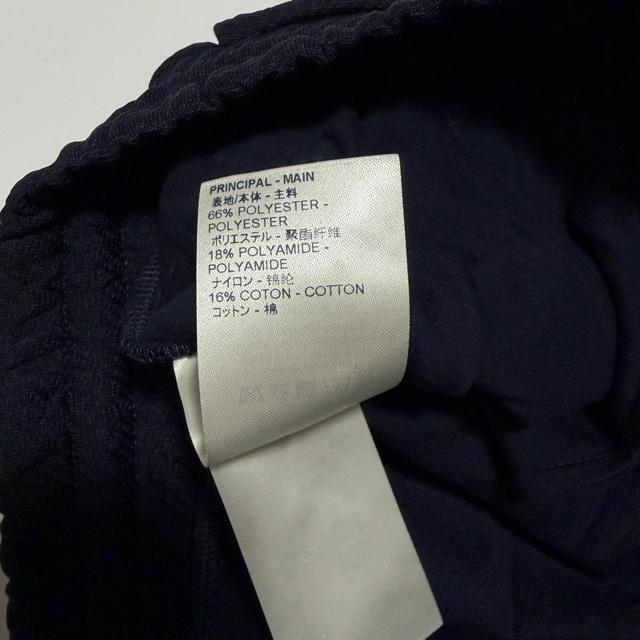 PRINCIPAL - MAIN
表地/本体 - 主料
66% POLYESTER -
POLYESTER
ポリエステル - 聚酯纤维
18% POLYAMIDE -
POLYAMIDE
ナイロン - 锦纶
16% COTON - COTTON
コットン - 棉